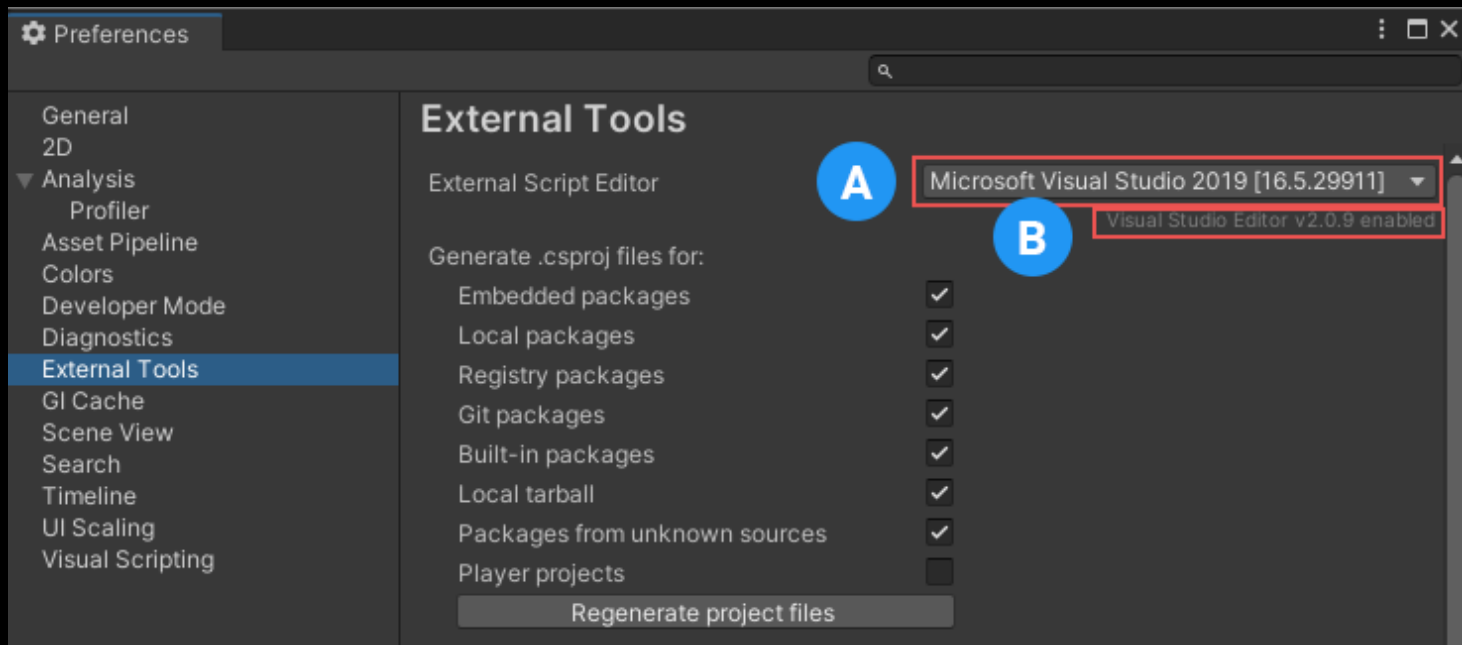 Preferences
General
2D
Analysis
Profiler
Asset Pipeline
Colors
Developer Mode
Diagnostics
External Tools
GI Cache
Scene View
Search
Timeline
UI Scaling
Visual Scripting
External Tools
External Script Editor
A
Microsoft Visual Studio 2019 [16.5.29911]
B
Visual Studio Editor v2.0.9 enabled
Generate .csproj files for:
Embedded packages
Local packages
Registry packages
Git packages
Built-in packages
Local tarball
Packages from unknown sources
Player projects
Regenerate project files